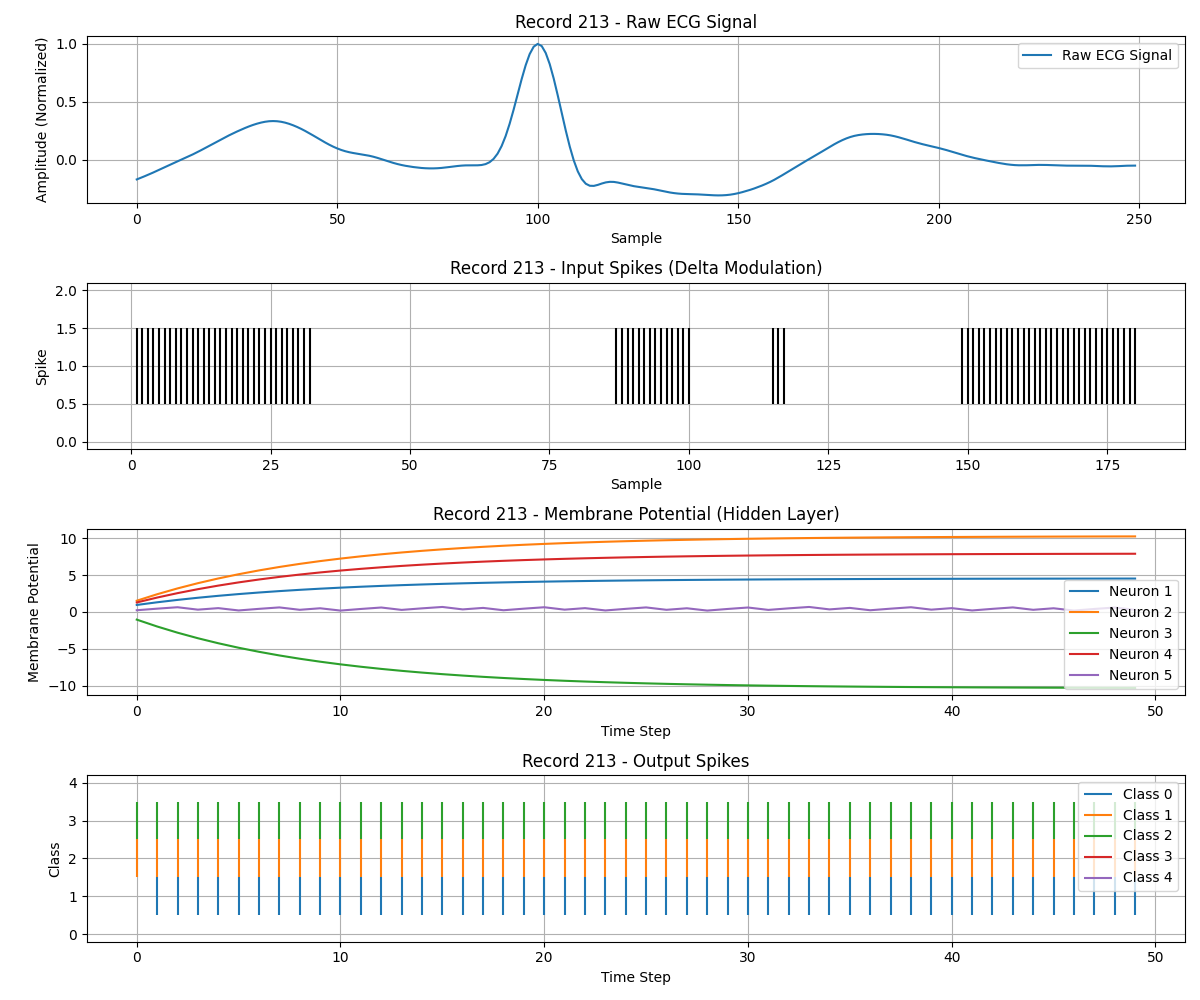 Record 213 - Raw ECG Signal
Amplitude (Normalized)
1.0
0.5
0.0
Raw ECG Signal
0 50 100 150 200 250
Sample
Record 213 - Input Spikes (Delta Modulation)
Spike
2.0
1.5
1.0
0.5
0.0
0 25 50 75 100 125 150 175
Sample
Record 213 - Membrane Potential (Hidden Layer)
Membrane Potential
10
5
0
−5
−10
Neuron 1
Neuron 2
Neuron 3
Neuron 4
Neuron 5
0 10 20 30 40 50
Time Step
Record 213 - Output Spikes
Class
4
3
2
1
0
Class 0
Class 1
Class 2
Class 3
Class 4
0 10 20 30 40 50
Time Step